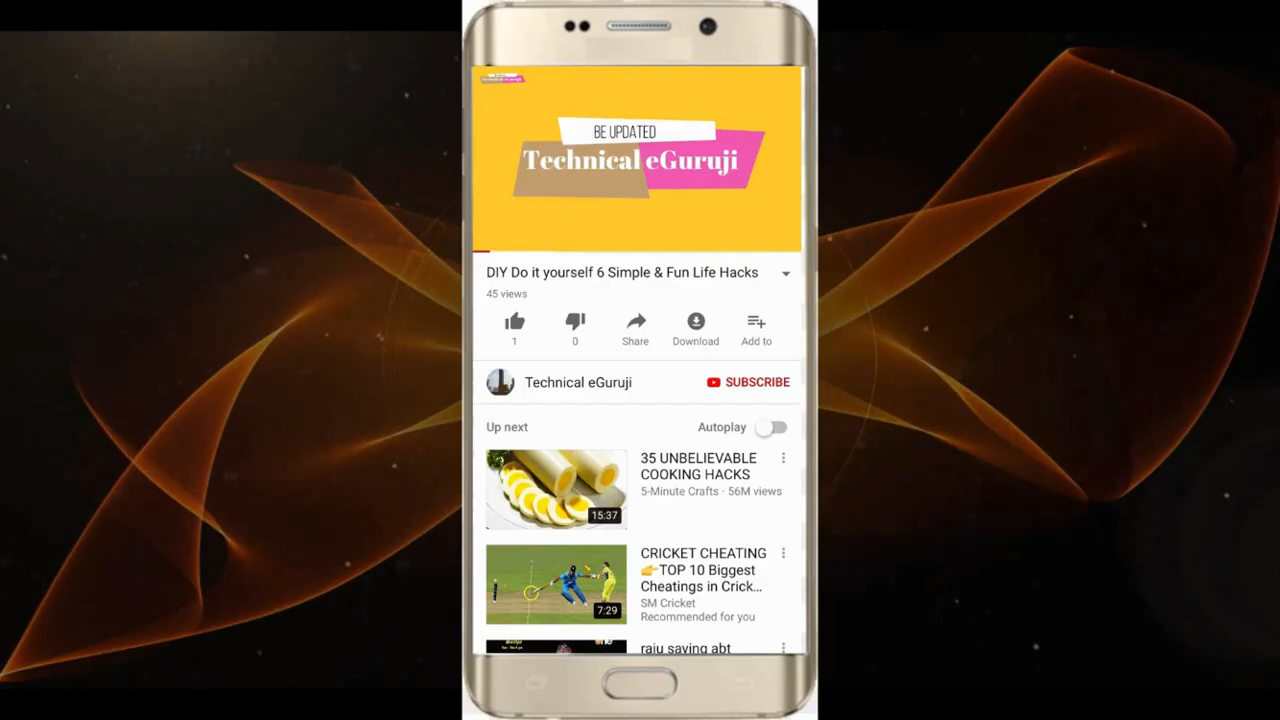 BE UPDATED
Technical eGuruji
DIY Do it yourself 6 Simple & Fun Life Hacks
45 views
1
0
Share
Download
Add to
Technical eGuruji
SUBSCRIBE
Up next
Autoplay
35 UNBELIEVABLE
COOKING HACKS
5-Minute Crafts · 56M views
15:37
CRICKET CHEATING
👉TOP 10 Biggest
Cheatings in Crick...
SM Cricket
Recommended for you
7:29
raju saying abt